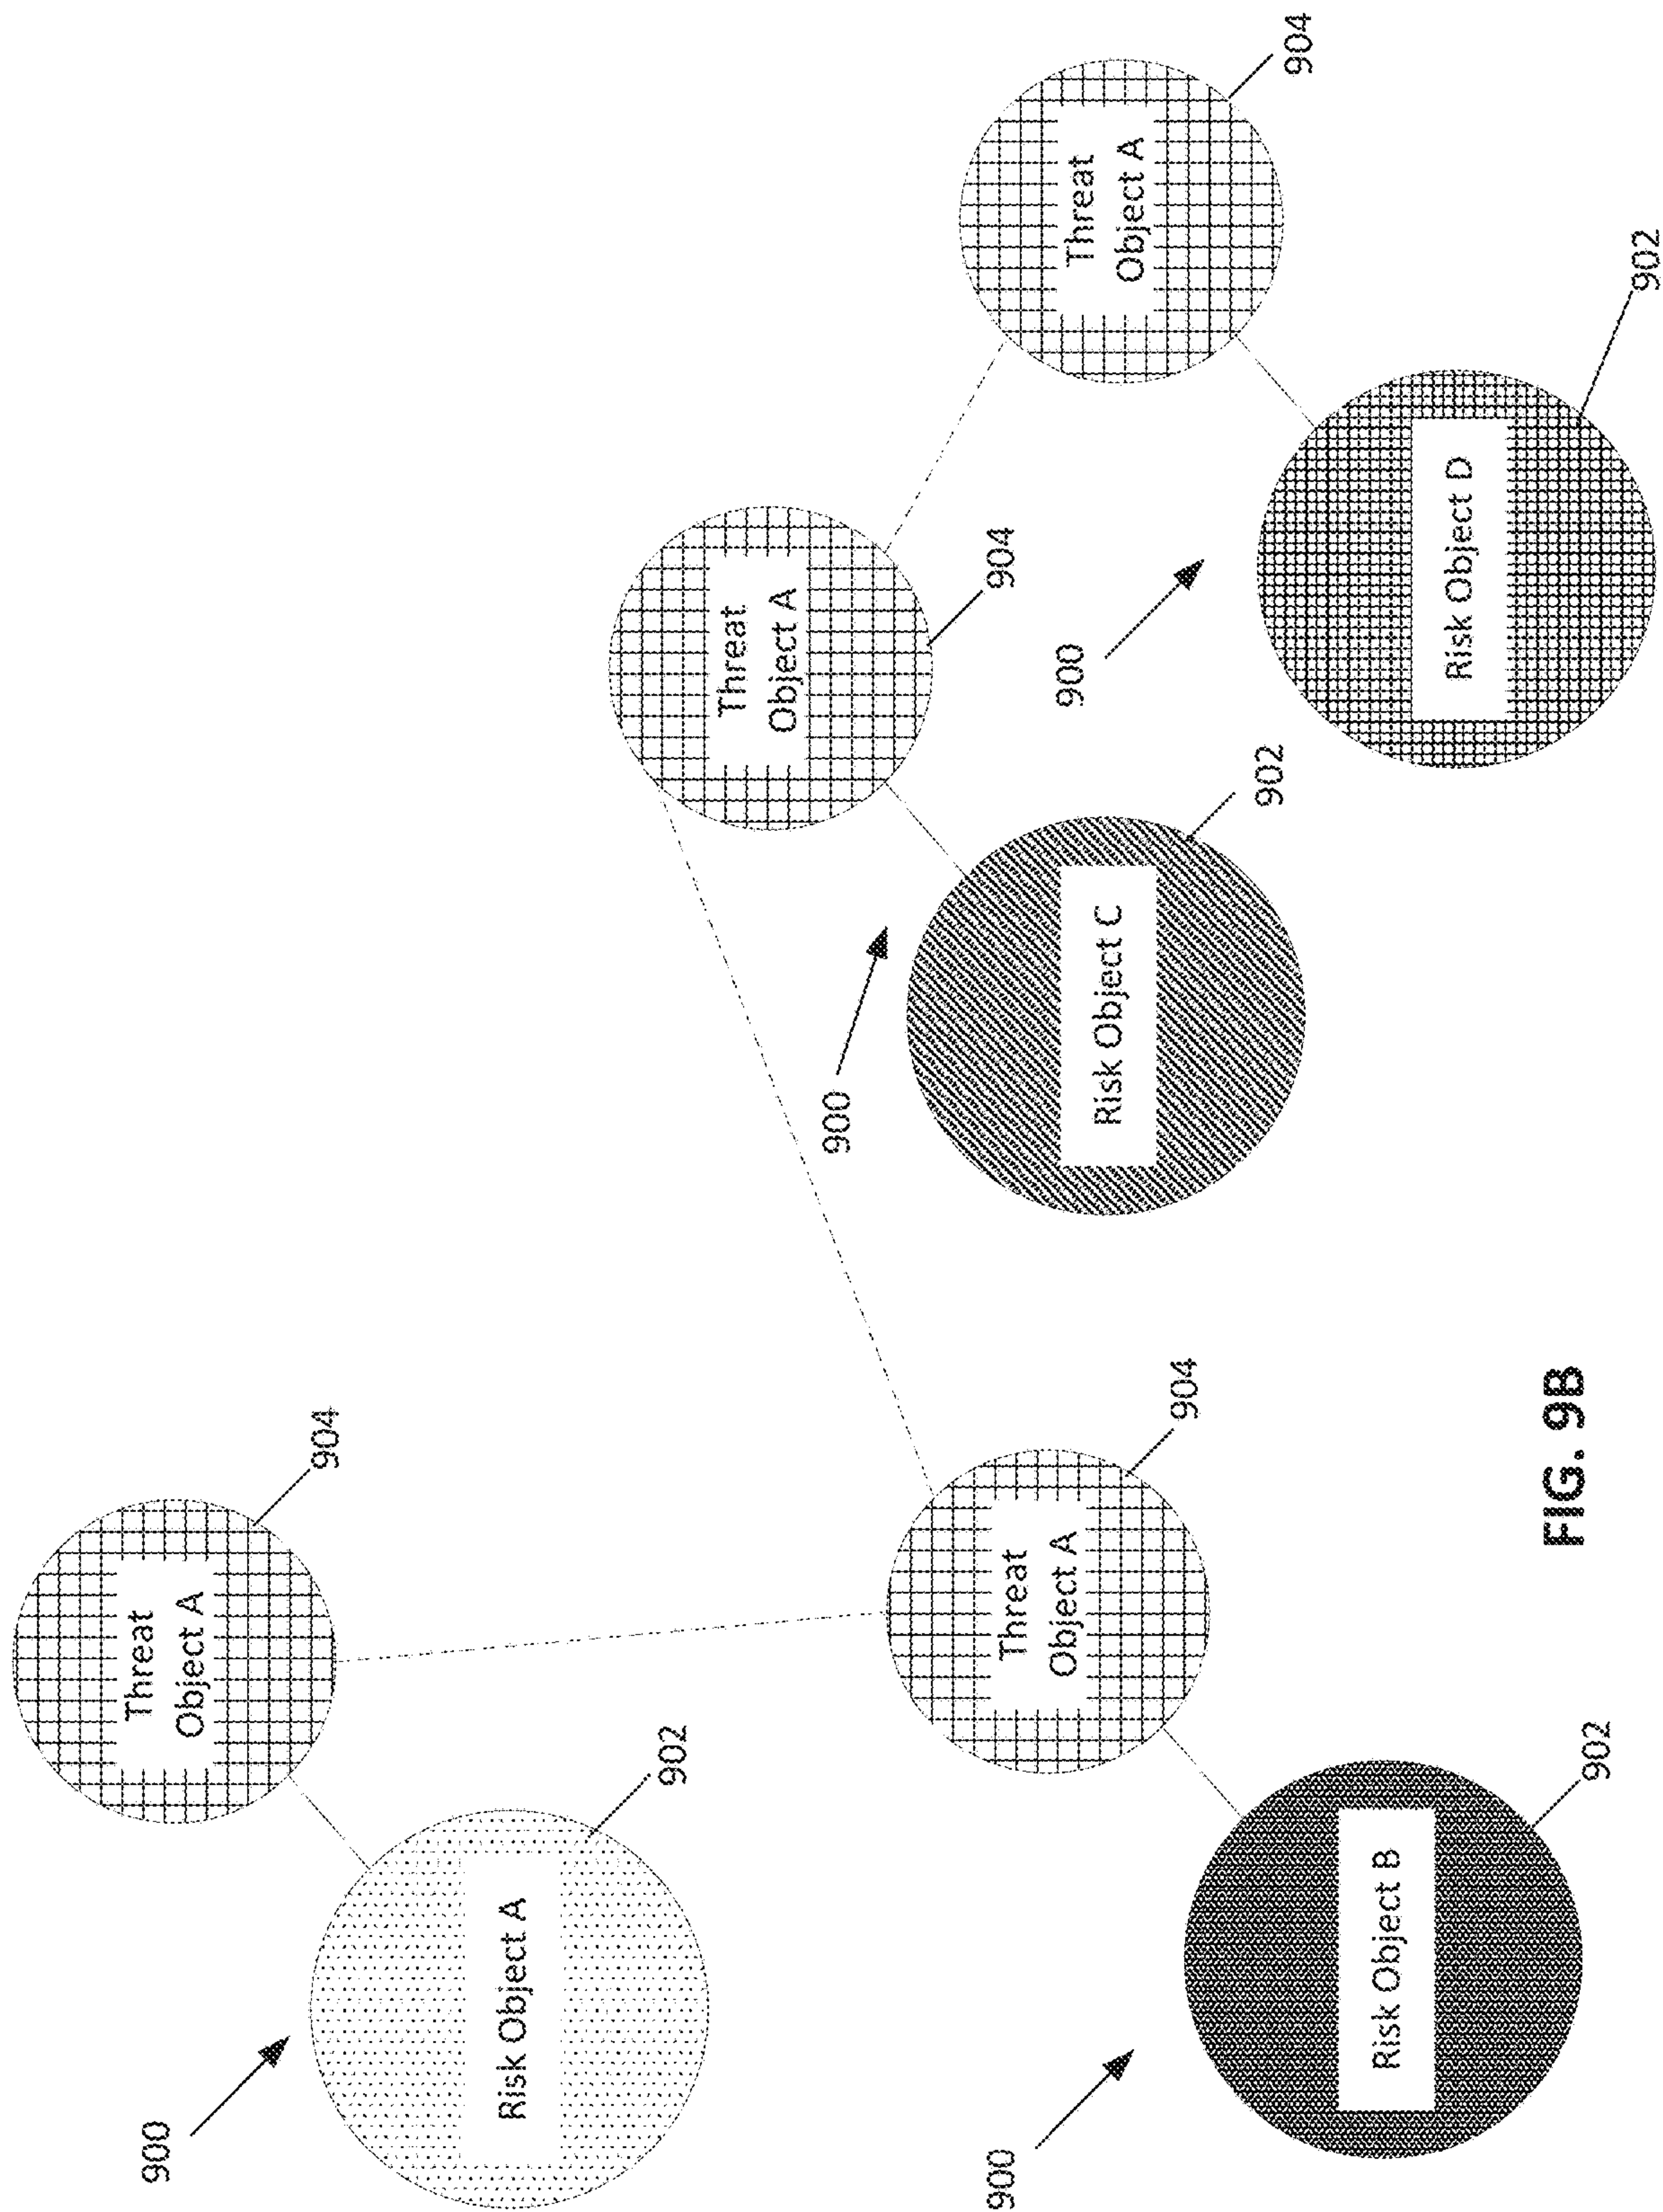 900
Threat
Object A
904
Risk Object A
902
900
Threat
Object A
904
Risk Object B
902
Threat
Object A
900
904
Risk Object C
902
900
Threat
Object A
904
Risk Object D
902
FIG. 9B